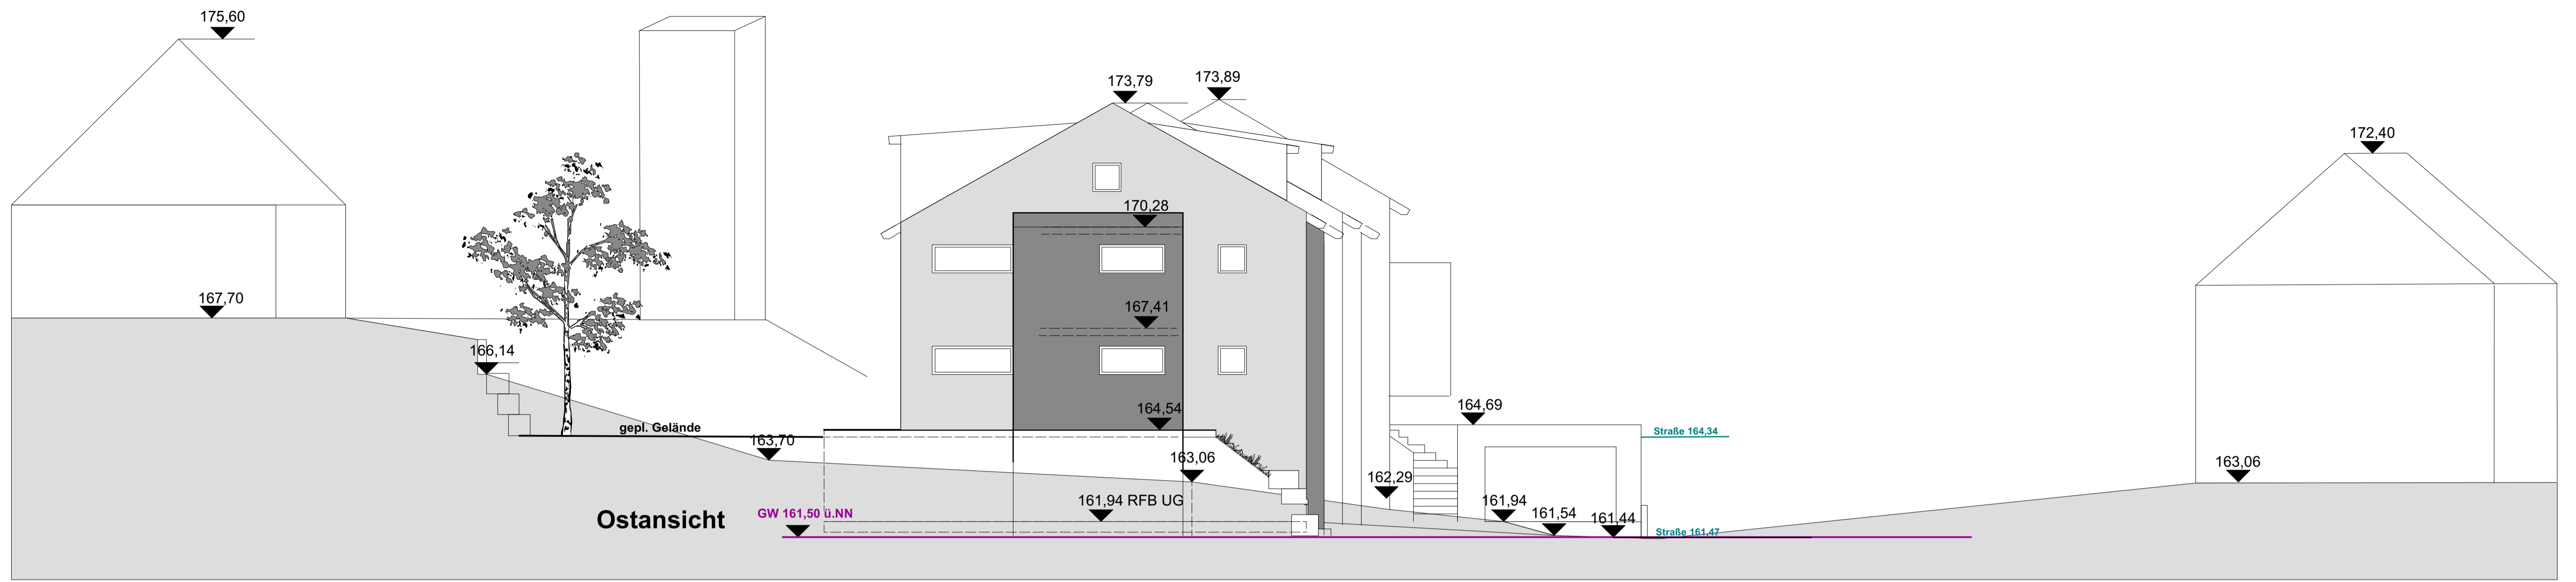 175,60
173,79
173,89
172,40
170,28
167,70
167,41
166,14
164,54
164,69
gepl. Gelände
Straße 164,34
163,70
163,06
163,06
162,29
161,94 RFB UG
161,94
GW 161,50 ü.NN
Ostansicht
161,54
161,44
Straße 161,47